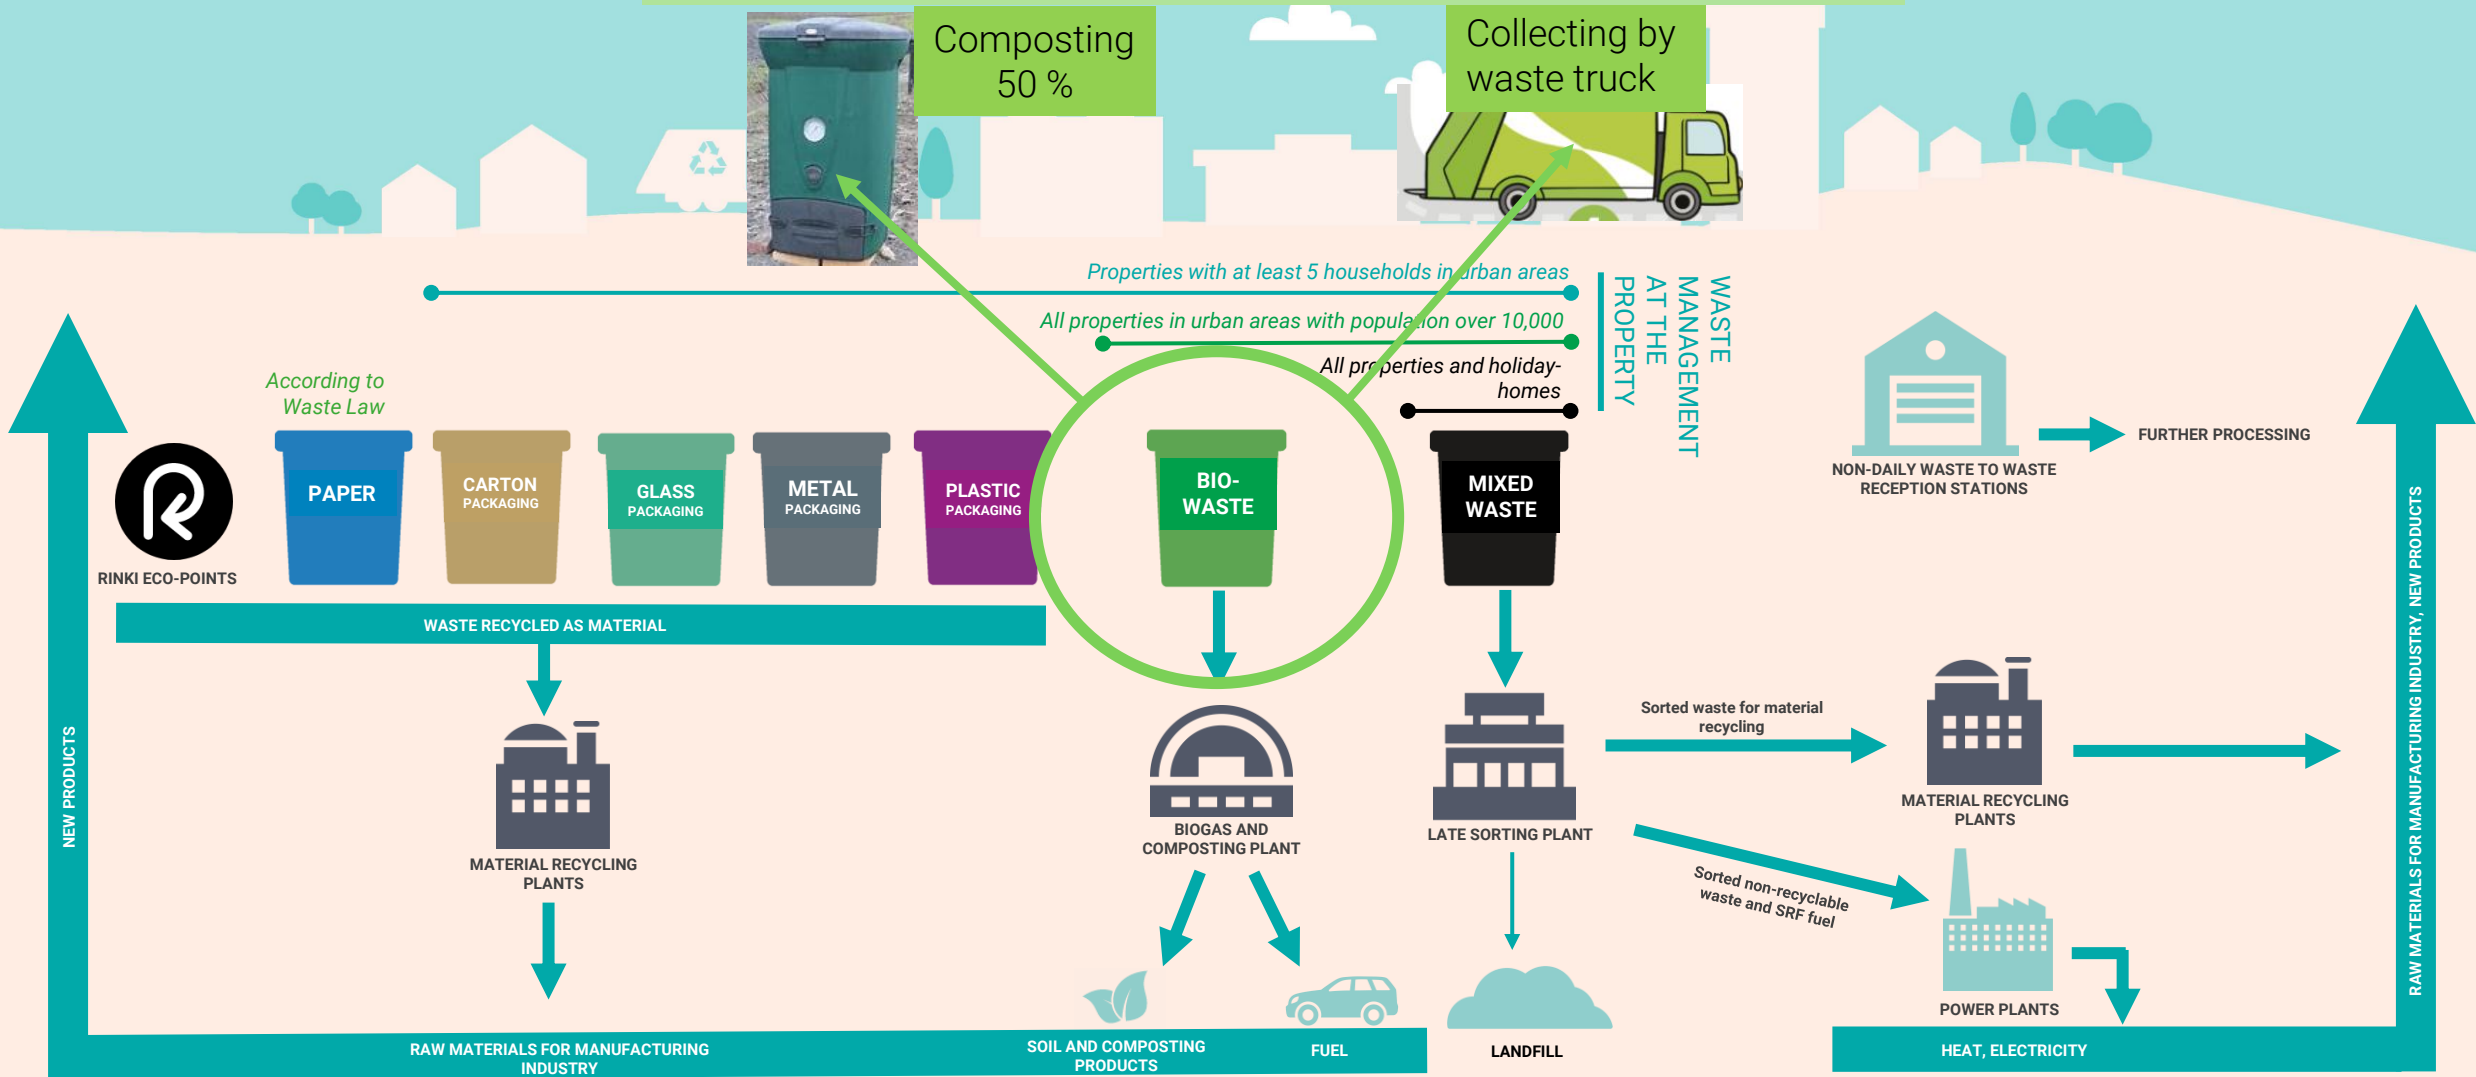 Composting
50 %
Collecting by
waste truck
Properties with at least 5 households in urban areas
All properties in urban areas with population over 10,000
All properties and holiday-
homes
WASTE
MANAGEMENT
AT THE
PROPERTY
According to
Waste Law
PAPER
CARTON
PACKAGING
GLASS
PACKAGING
METAL
PACKAGING
PLASTIC
PACKAGING
BIO-
WASTE
MIXED
WASTE
RINKI ECO-POINTS
NON-DAILY WASTE TO WASTE
RECEPTION STATIONS
FURTHER PROCESSING
WASTE RECYCLED AS MATERIAL
MATERIAL RECYCLING
PLANTS
BIOGAS AND
COMPOSTING PLANT
LATE SORTING PLANT
Sorted waste for material
recycling
MATERIAL RECYCLING
PLANTS
Sorted non-recyclable
waste and SRF fuel
POWER PLANTS
NEW PRODUCTS
RAW MATERIALS FOR MANUFACTURING INDUSTRY, NEW PRODUCTS
RAW MATERIALS FOR MANUFACTURING
INDUSTRY
SOIL AND COMPOSTING
PRODUCTS
FUEL
LANDFILL
HEAT, ELECTRICITY